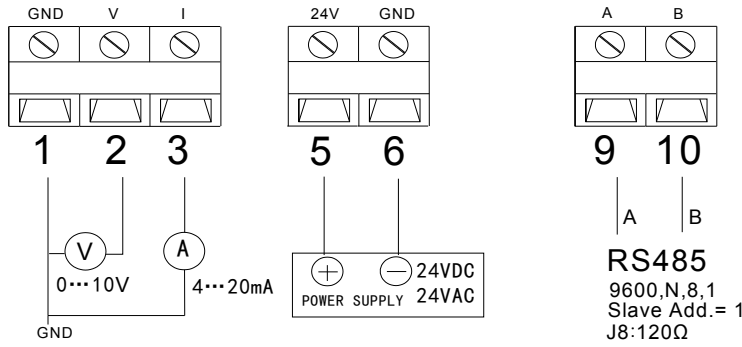 GND V I 24V GND A B
1 2 3 5 6 9 10
A B
V A
0···10V 4···20mA
GND
24VDC
POWER SUPPLY 24VAC
RS485
9600,N,8,1
Slave Add.= 1
J8:120Ω